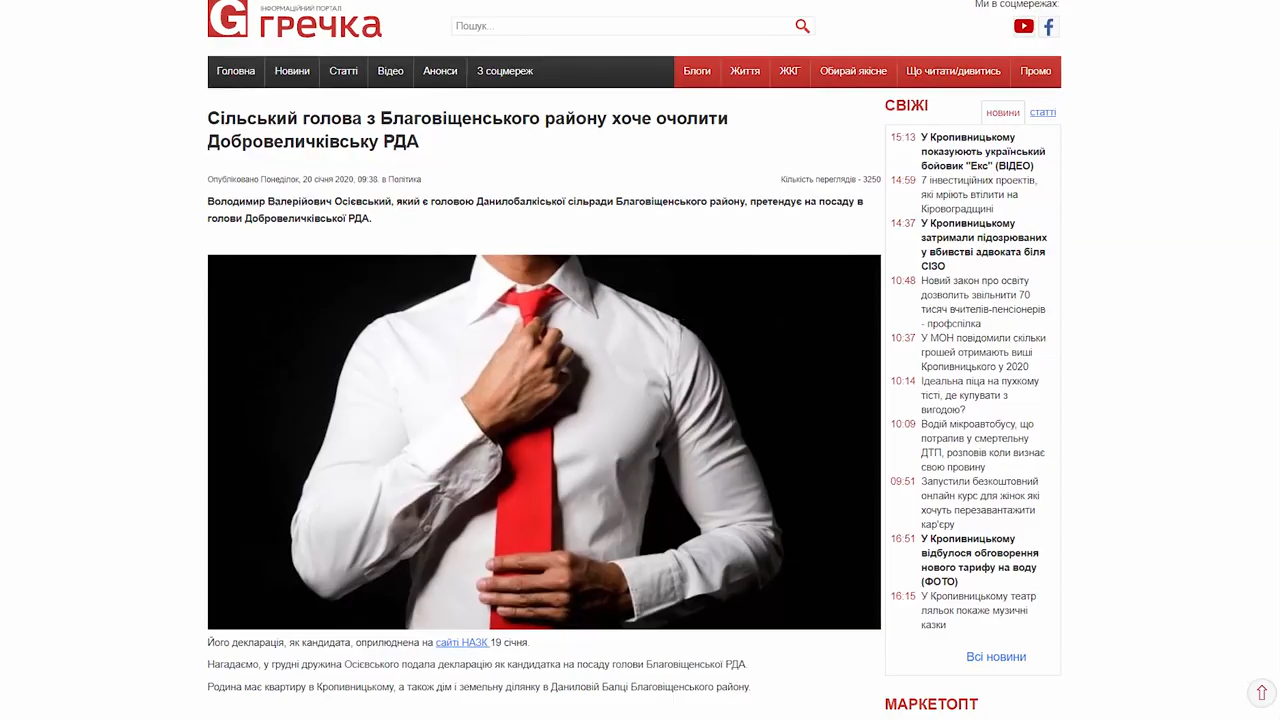 ІНФОРМАЦІЙНИЙ ПОРТАЛ
гречка
Пошук...
Ми в соцмережах:
Головна Новини Статті Відео Анонси З соцмереж Блоги Життя ЖКГ Обирай якісне Що читати/дивитись Промо
Сільський голова з Благовіщенського району хоче очолити
Добровеличківську РДА
Опубліковано Понеділок, 20 січня 2020, 09:38. в Політика
Кількість переглядів - 3250
Володимир Валерійович Осієвський, який є головою Данилобалкіської сільради Благовіщенського району, претендує на посаду в
голови Добровеличківської РДА.
Його декларація, як кандидата, оприлюднена на сайті НАЗК 19 січня.
Нагадаємо, у грудні дружина Осієвського подала декларацію як кандидатка на посаду голови Благовіщенської РДА.
Родина має квартиру в Кропивницькому, а також дім і земельну ділянку в Даниловій Балці Благовіщенського району.
СВІЖІ
новини статті
15:13 У Кропивницькому
показуюють український
бойовик "Екс" (ВІДЕО)
14:59 7 інвестиційних проектів,
які мріють втілити на
Кіровоградщині
14:37 У Кропивницькому
затримали підозрюваних
у вбивстві адвоката біля
СІЗО
10:48 Новий закон про освіту
дозволить звільнити 70
тисяч вчителів-пенсіонерів
- профспілка
10:37 У МОН повідомили скільки
грошей отримають виші
Кропивницького у 2020
10:14 Ідеальна піца на пухкому
тісті, де купувати з
вигодою?
10:09 Водій мікроавтобусу, що
потрапив у смертельну
ДТП, розповів коли визнає
свою провину
09:51 Запустили безкоштовний
онлайн курс для жінок які
хочуть перезавантажити
кар'єру
16:51 У Кропивницькому
відбулося обговорення
нового тарифу на воду
(ФОТО)
16:15 У Кропивницькому театр
ляльок покаже музичні
казки
Всі новини
МАРКЕТОПТ